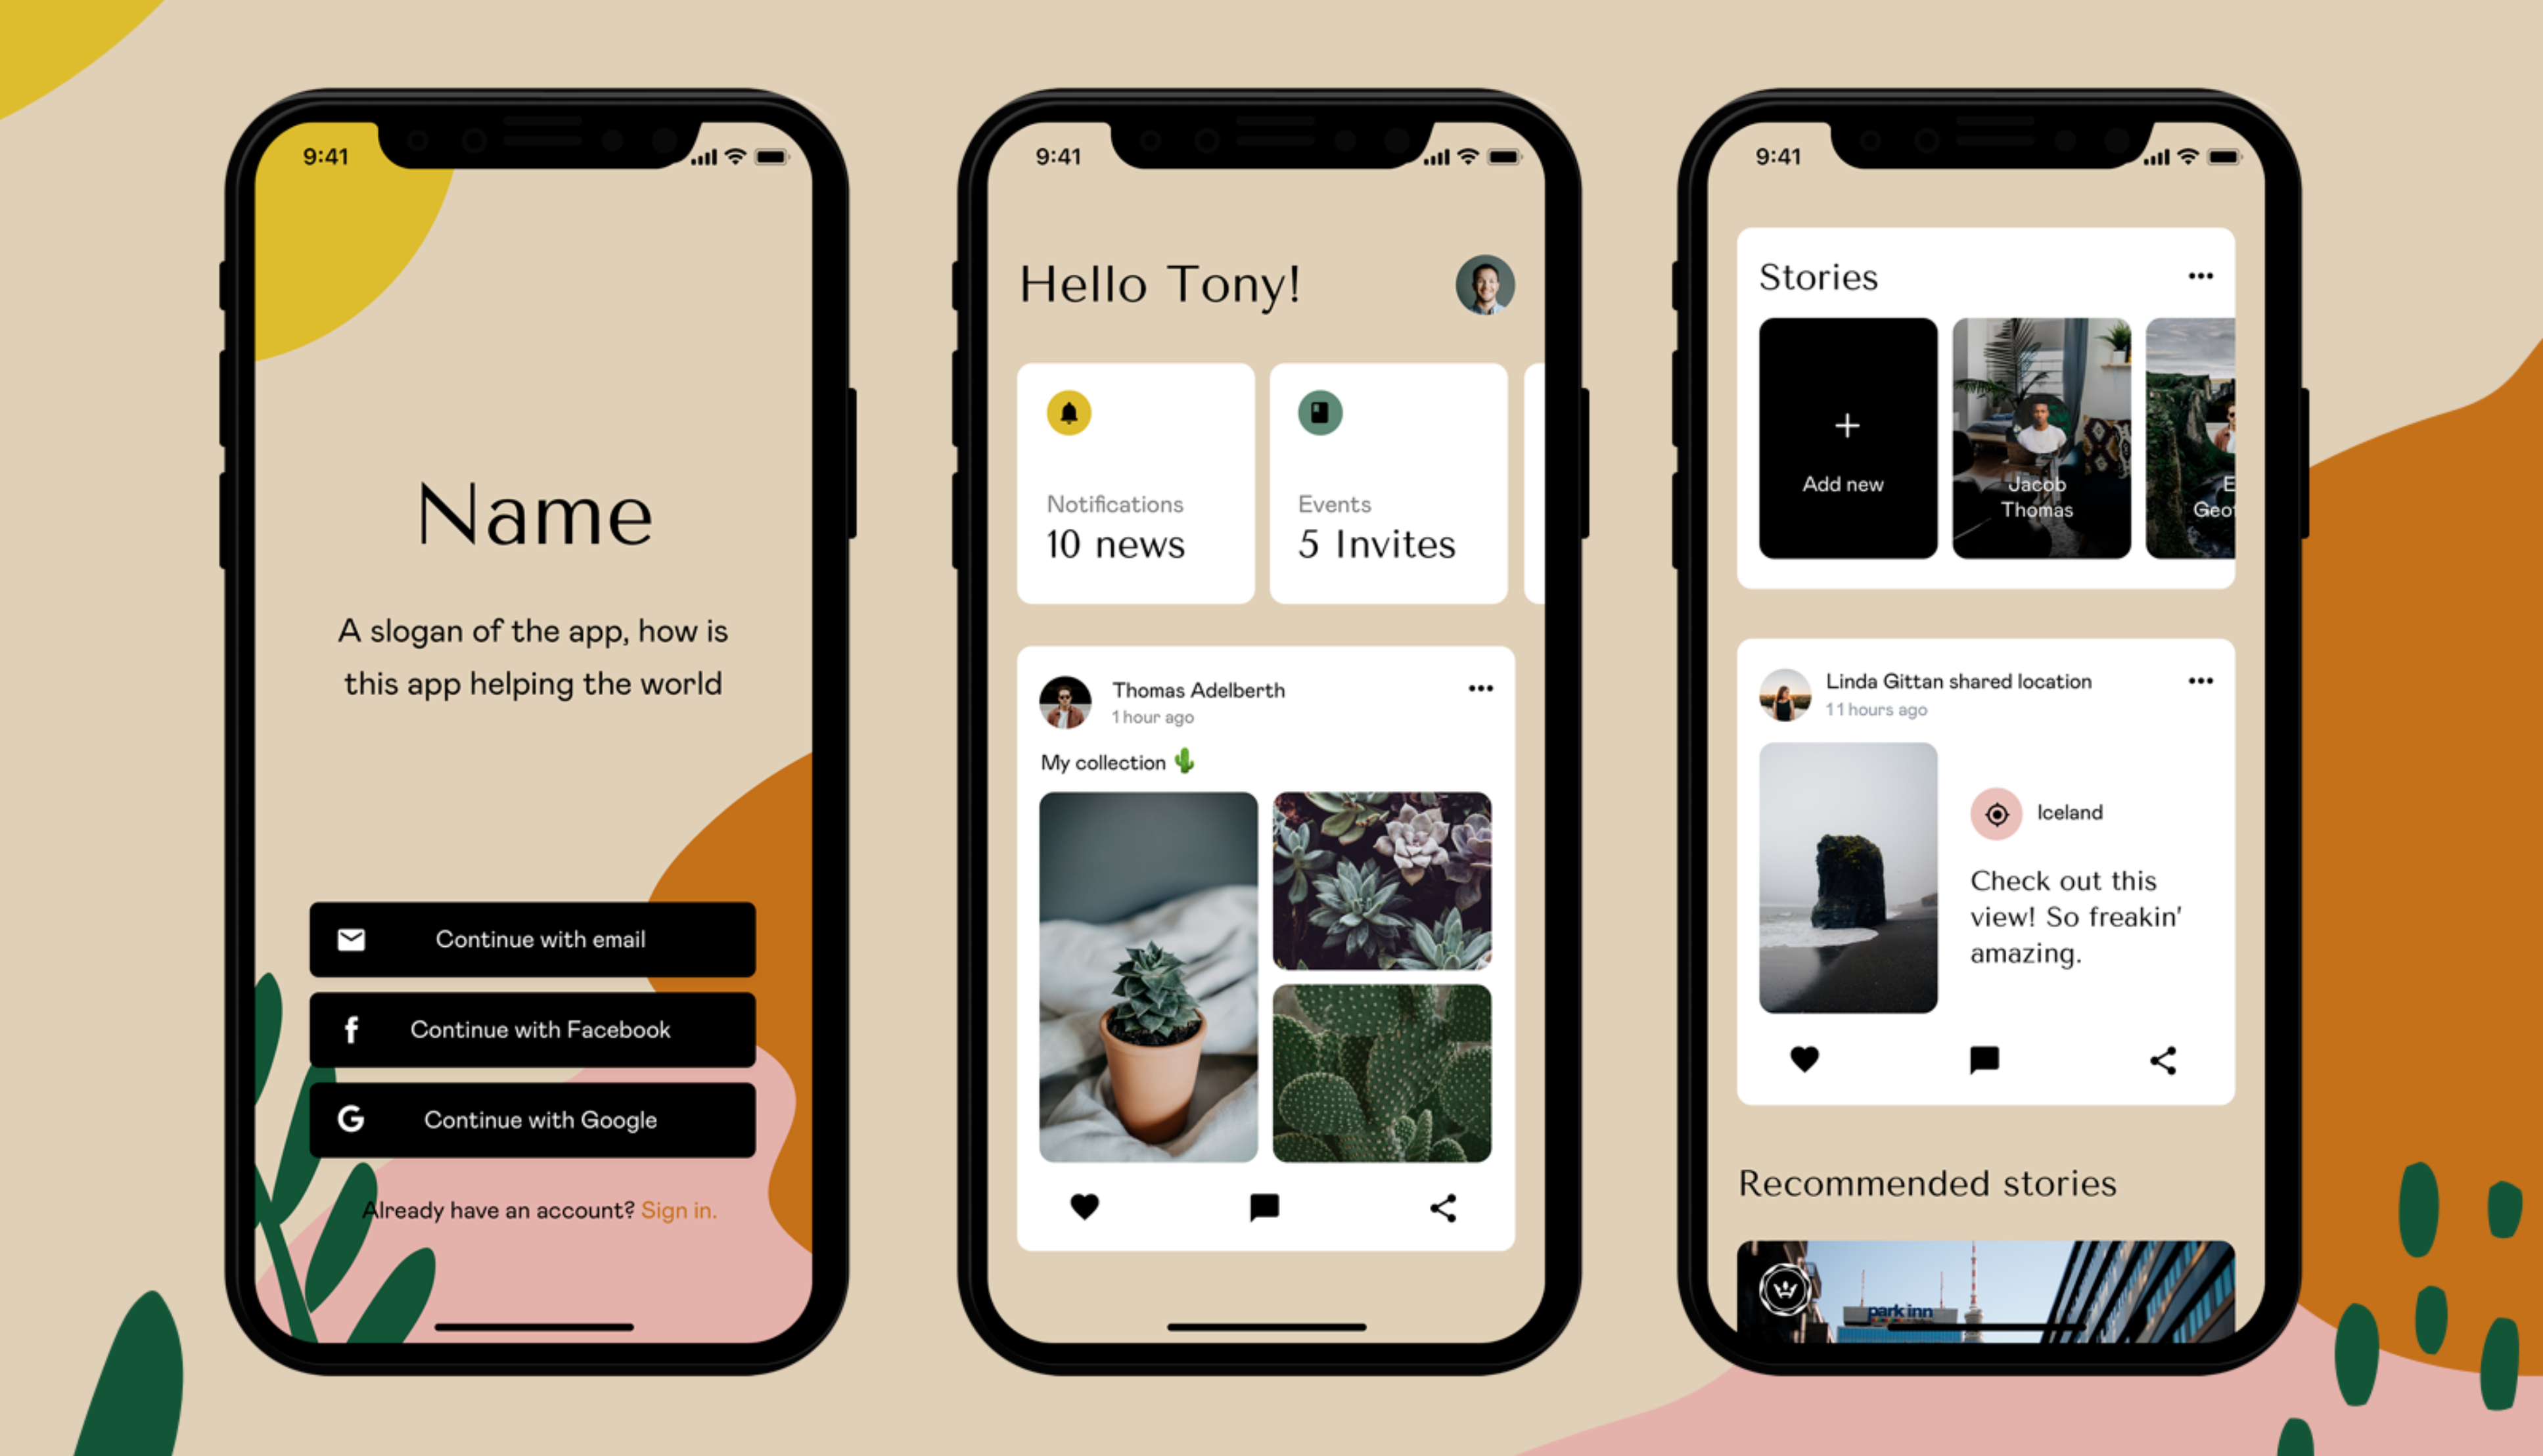 9:41
Name
A slogan of the app, how is
this app helping the world
Continue with email
Continue with Facebook
Continue with Google
Already have an account? Sign in.
9:41
Hello Tony!
Notifications
10 news
Events
5 Invites
Thomas Adelberth
1 hour ago
My collection 🌵
9:41
Stories
Add new
Jacob
Thomas
Linda Gittan shared location
11 hours ago
Iceland
Check out this
view! So freakin'
amazing.
Recommended stories
park inn